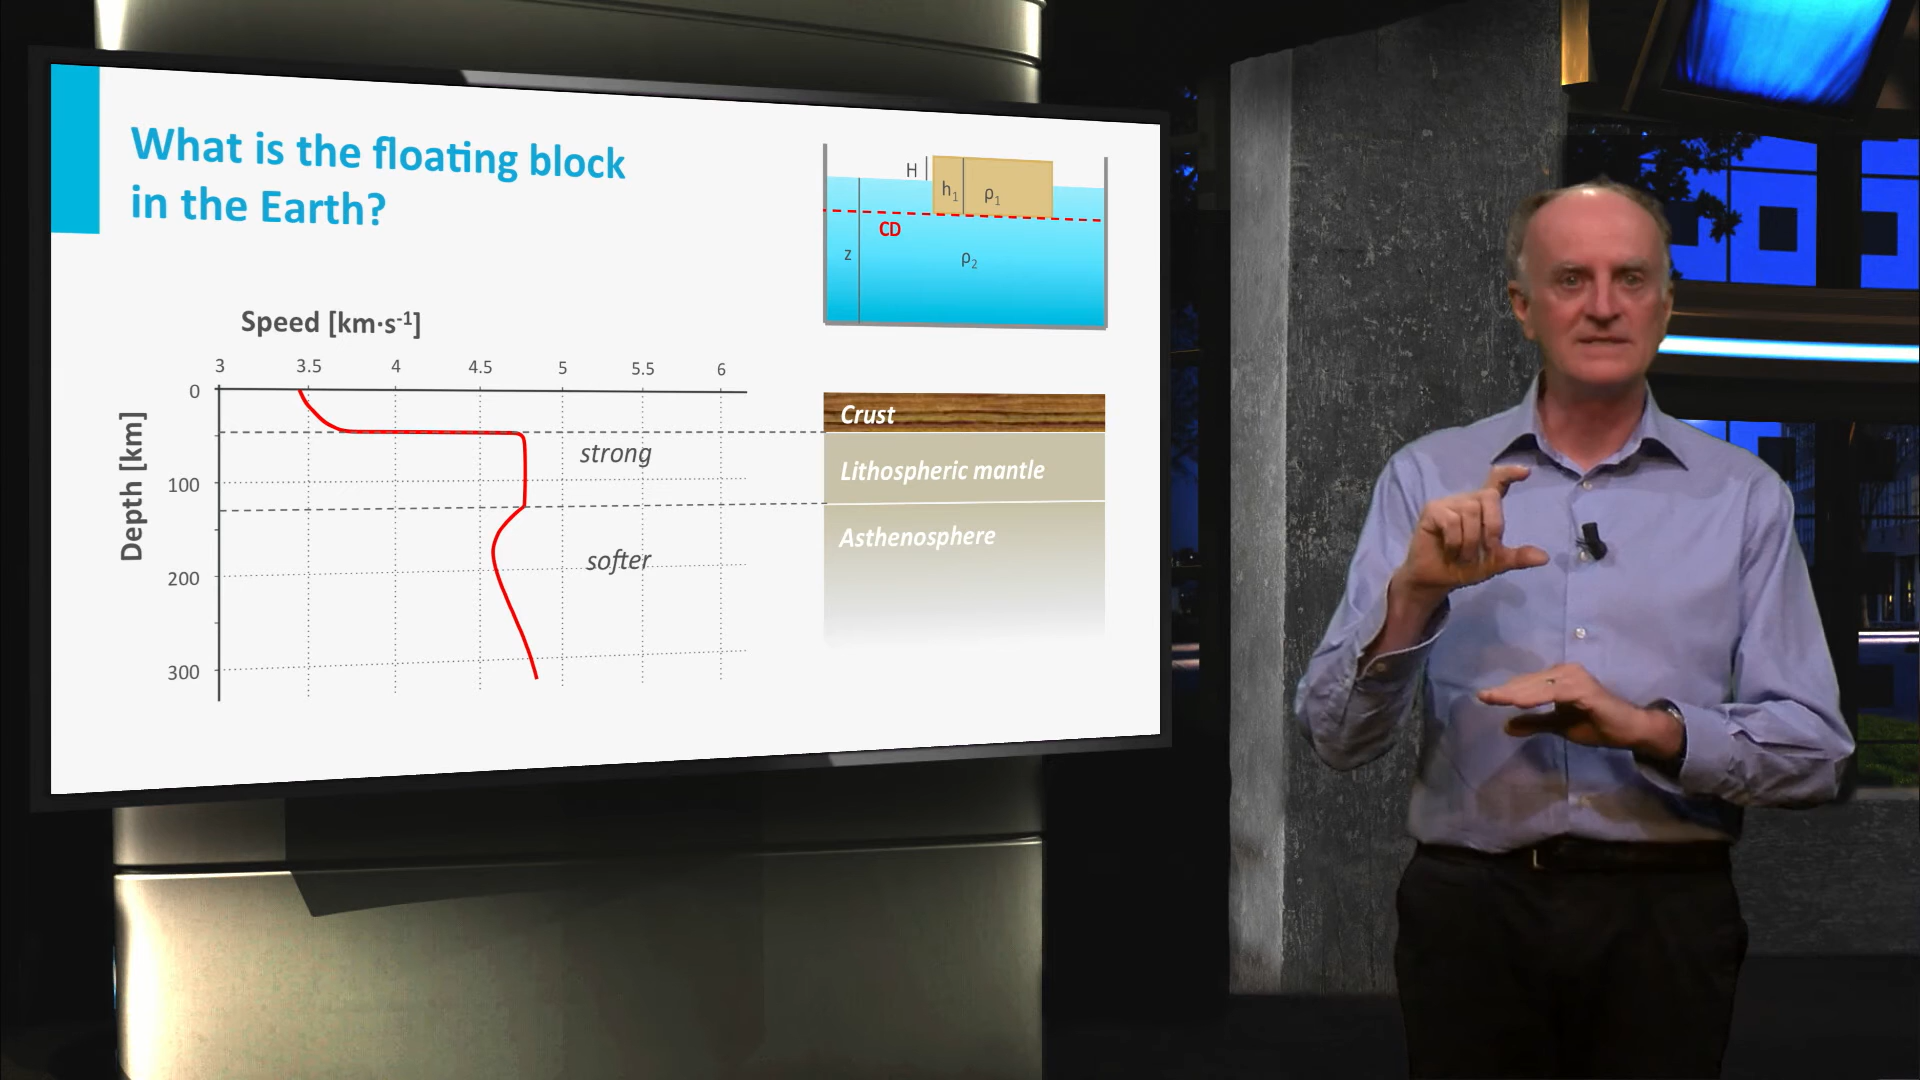 What is the floating block
in the Earth?
H
h₁
ρ₁
CD
z
ρ₂
Speed [km·s⁻¹]
3 3.5 4 4.5 5 5.5 6
Depth [km]
0
100
200
300
strong
softer
Crust
Lithospheric mantle
Asthenosphere